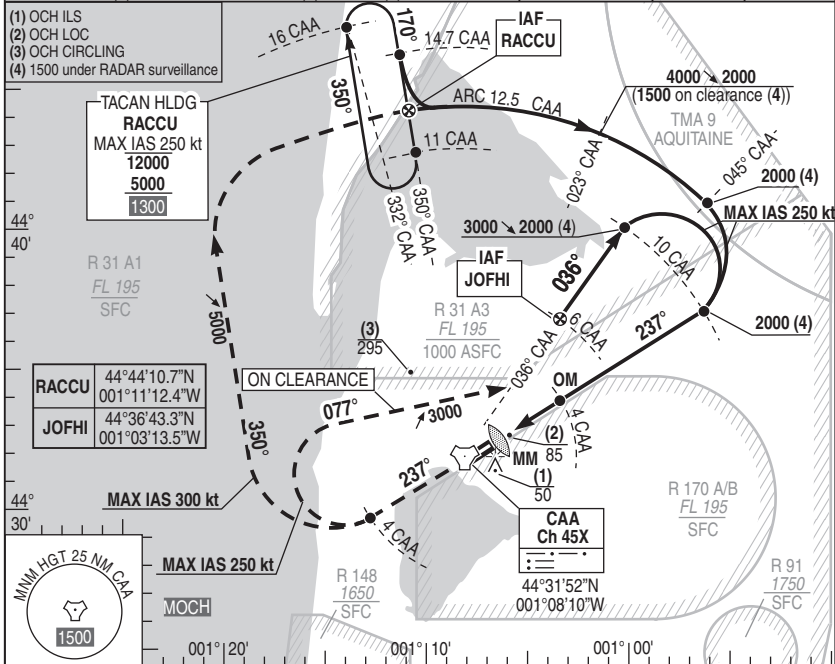 (1) OCH ILS
(2) OCH LOC
(3) OCH CIRCLING
(4) 1500 under RADAR surveillance
16 CAA
170°
14.7 CAA
IAF
RACCU
350°
ARC 12.5 CAA
4000 ➘ 2000
(1500 on clearance (4))
TMA 9
AQUITAINE
TACAN HLDG
RACCU
MAX IAS 250 kt
12000
5000
1300
11 CAA
332° CAA
350° CAA
023° CAA
045° CAA
2000 (4)
MAX IAS 250 kt
44°
40'
3000 ➘ 2000 (4)
10 CAA
IAF
JOFHI
036°
R 31 A1
FL 195
SFC
➘ 5000
R 31 A3
FL 195
1000 ASFC
6 CAA
036° CAA
237°
2000 (4)
(3)
295
RACCU
44°44'10.7"N
001°11'12.4"W
JOFHI
44°36'43.3"N
001°03'13.5"W
ON CLEARANCE
OM
077°
➚ 3000
4 CAA
350°
237°
(2)
85
MM
(1)
50
MAX IAS 300 kt
44°
30'
4 CAA
CAA
Ch 45X
44°31'52"N
001°08'10"W
R 170 A/B
FL 195
SFC
MAX IAS 250 kt
MNM HGT 25 NM CAA
1500
MOCH
R 148
1650
SFC
R 91
1750
SFC
001°20'
001°10'
001°00'